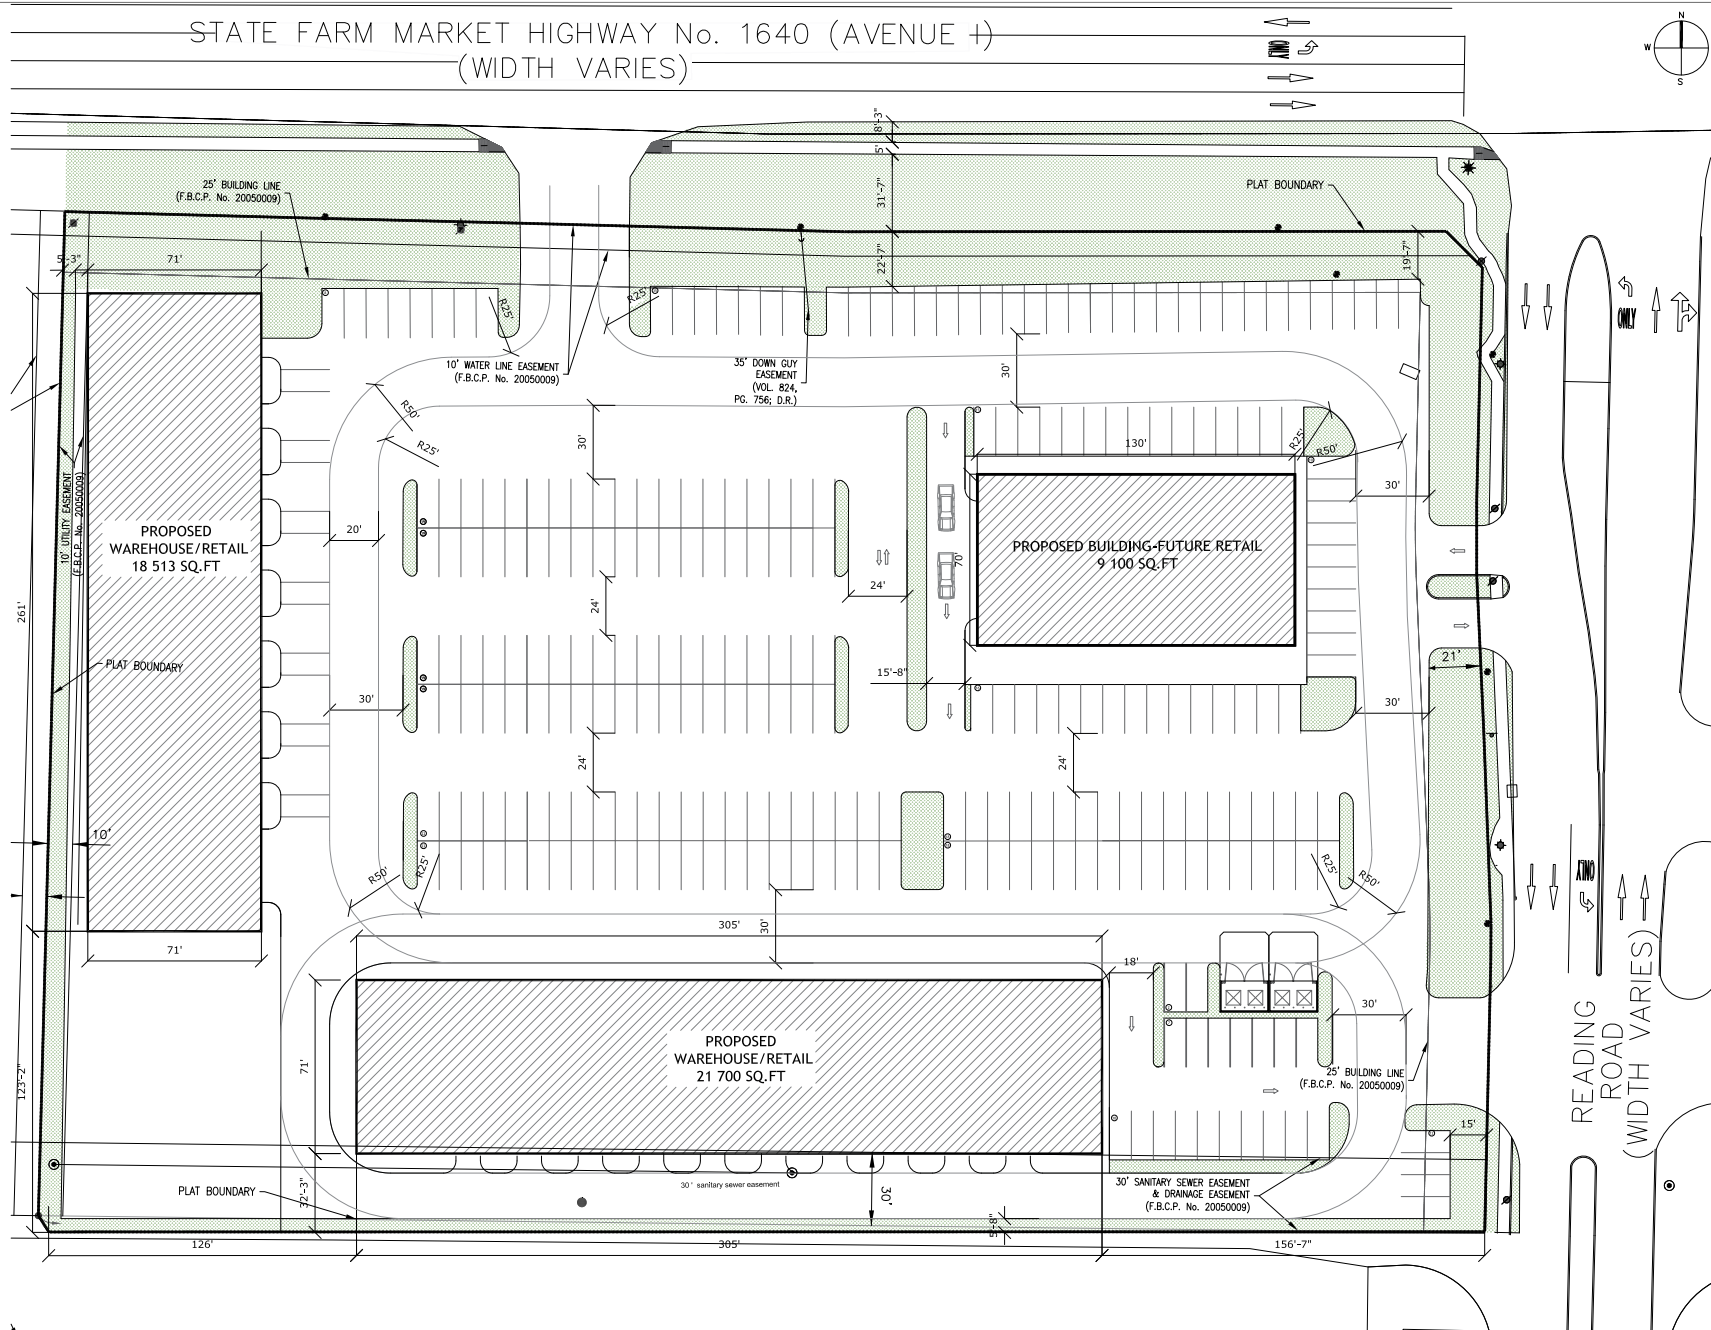 STATE FARM MARKET HIGHWAY No. 1640 (AVENUE I)
(WIDTH VARIES)
ONLY
N
W
S
8'-3"
5'
31'-7"
22'-7"
19'-7"
25' BUILDING LINE
(F.B.C.P. No. 20050009)
PLAT BOUNDARY
5'-3"
71'
R25'
R25'
10' WATER LINE EASEMENT
(F.B.C.P. No. 20050009)
35' DOWN GUY
EASEMENT
(VOL. 824,
PG. 756; D.R.)
30'
ONLY
R50'
R25'
30'
130'
R25'
R50'
30'
10' UTILITY EASEMENT
(F.B.C.P. No. 20050009)
PROPOSED
WAREHOUSE/RETAIL
18 513 SQ.FT
20'
24'
24'
70'
PROPOSED BUILDING-FUTURE RETAIL
9 100 SQ.FT
261'
PLAT BOUNDARY
30'
15'-8"
21'
30'
24'
24'
10'
R50'
R25'
R25'
R50'
ONLY
71'
305'
30'
18'
30'
READING
ROAD
(WIDTH VARIES)
71'
PROPOSED
WAREHOUSE/RETAIL
21 700 SQ.FT
123'-2"
25' BUILDING LINE
(F.B.C.P. No. 20050009)
15'
PLAT BOUNDARY
32'-3"
30' sanitary sewer easement
30'
30' SANITARY SEWER EASEMENT
& DRAINAGE EASEMENT
(F.B.C.P. No. 20050009)
5'-8"
126'
305'
156'-7"